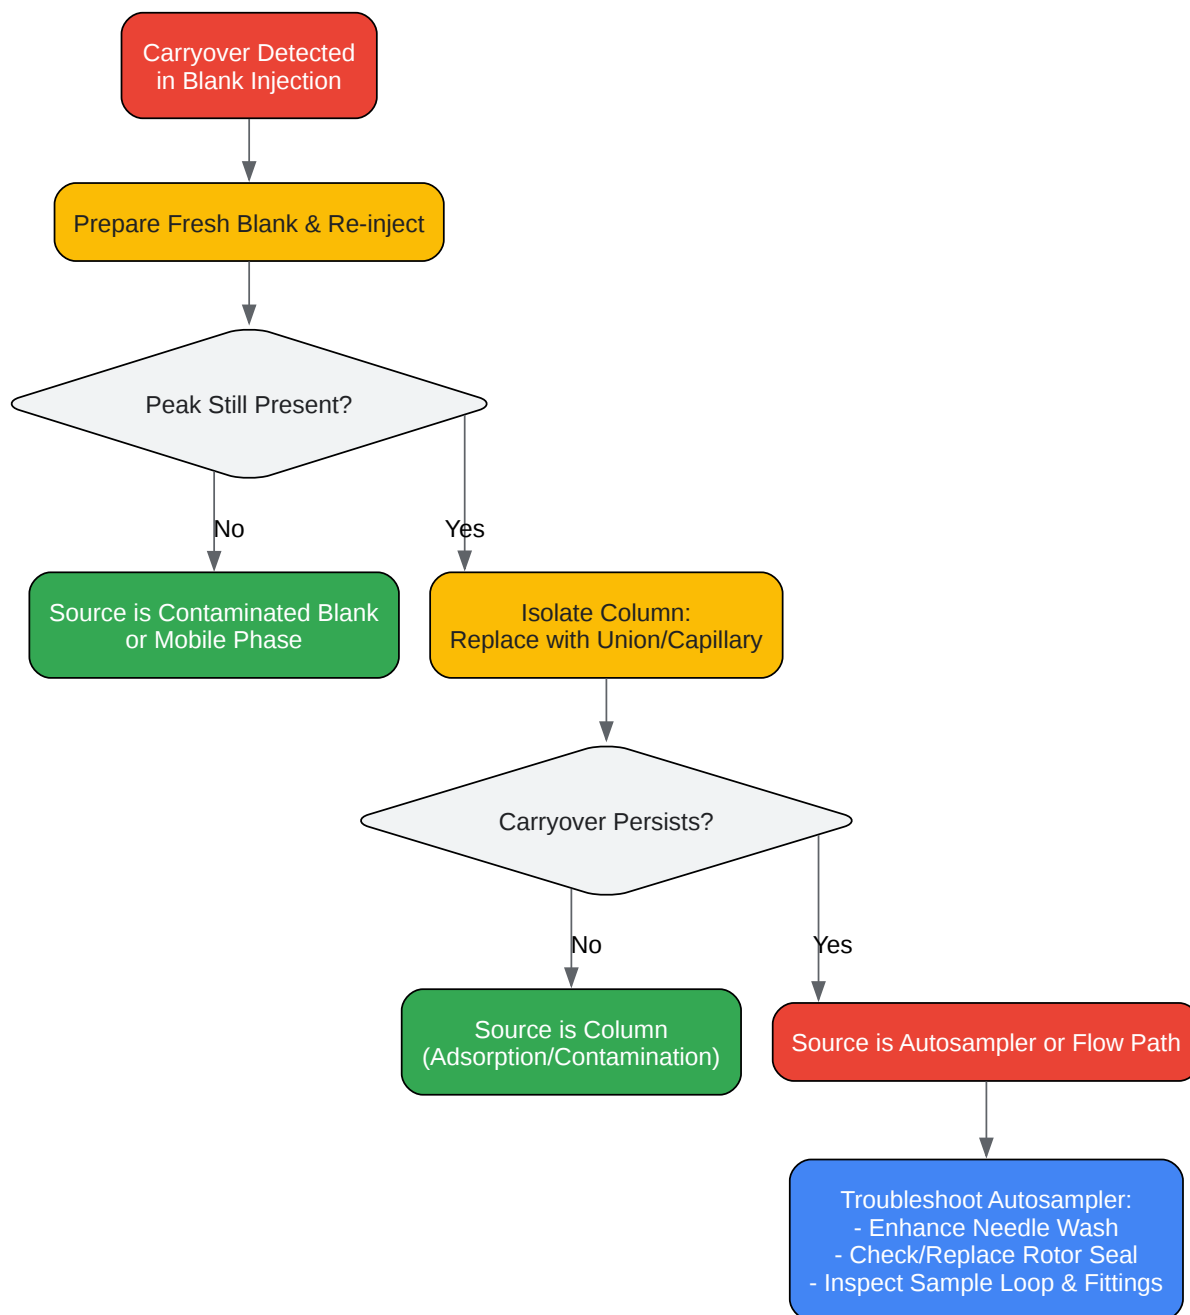 Carryover Detected
in Blank Injection
Prepare Fresh Blank & Re-inject
Peak Still Present?
No
Yes
Source is Contaminated Blank
or Mobile Phase
Isolate Column:
Replace with Union/Capillary
Carryover Persists?
No
Yes
Source is Column
(Adsorption/Contamination)
Source is Autosampler or Flow Path
Troubleshoot Autosampler:
- Enhance Needle Wash
- Check/Replace Rotor Seal
- Inspect Sample Loop & Fittings